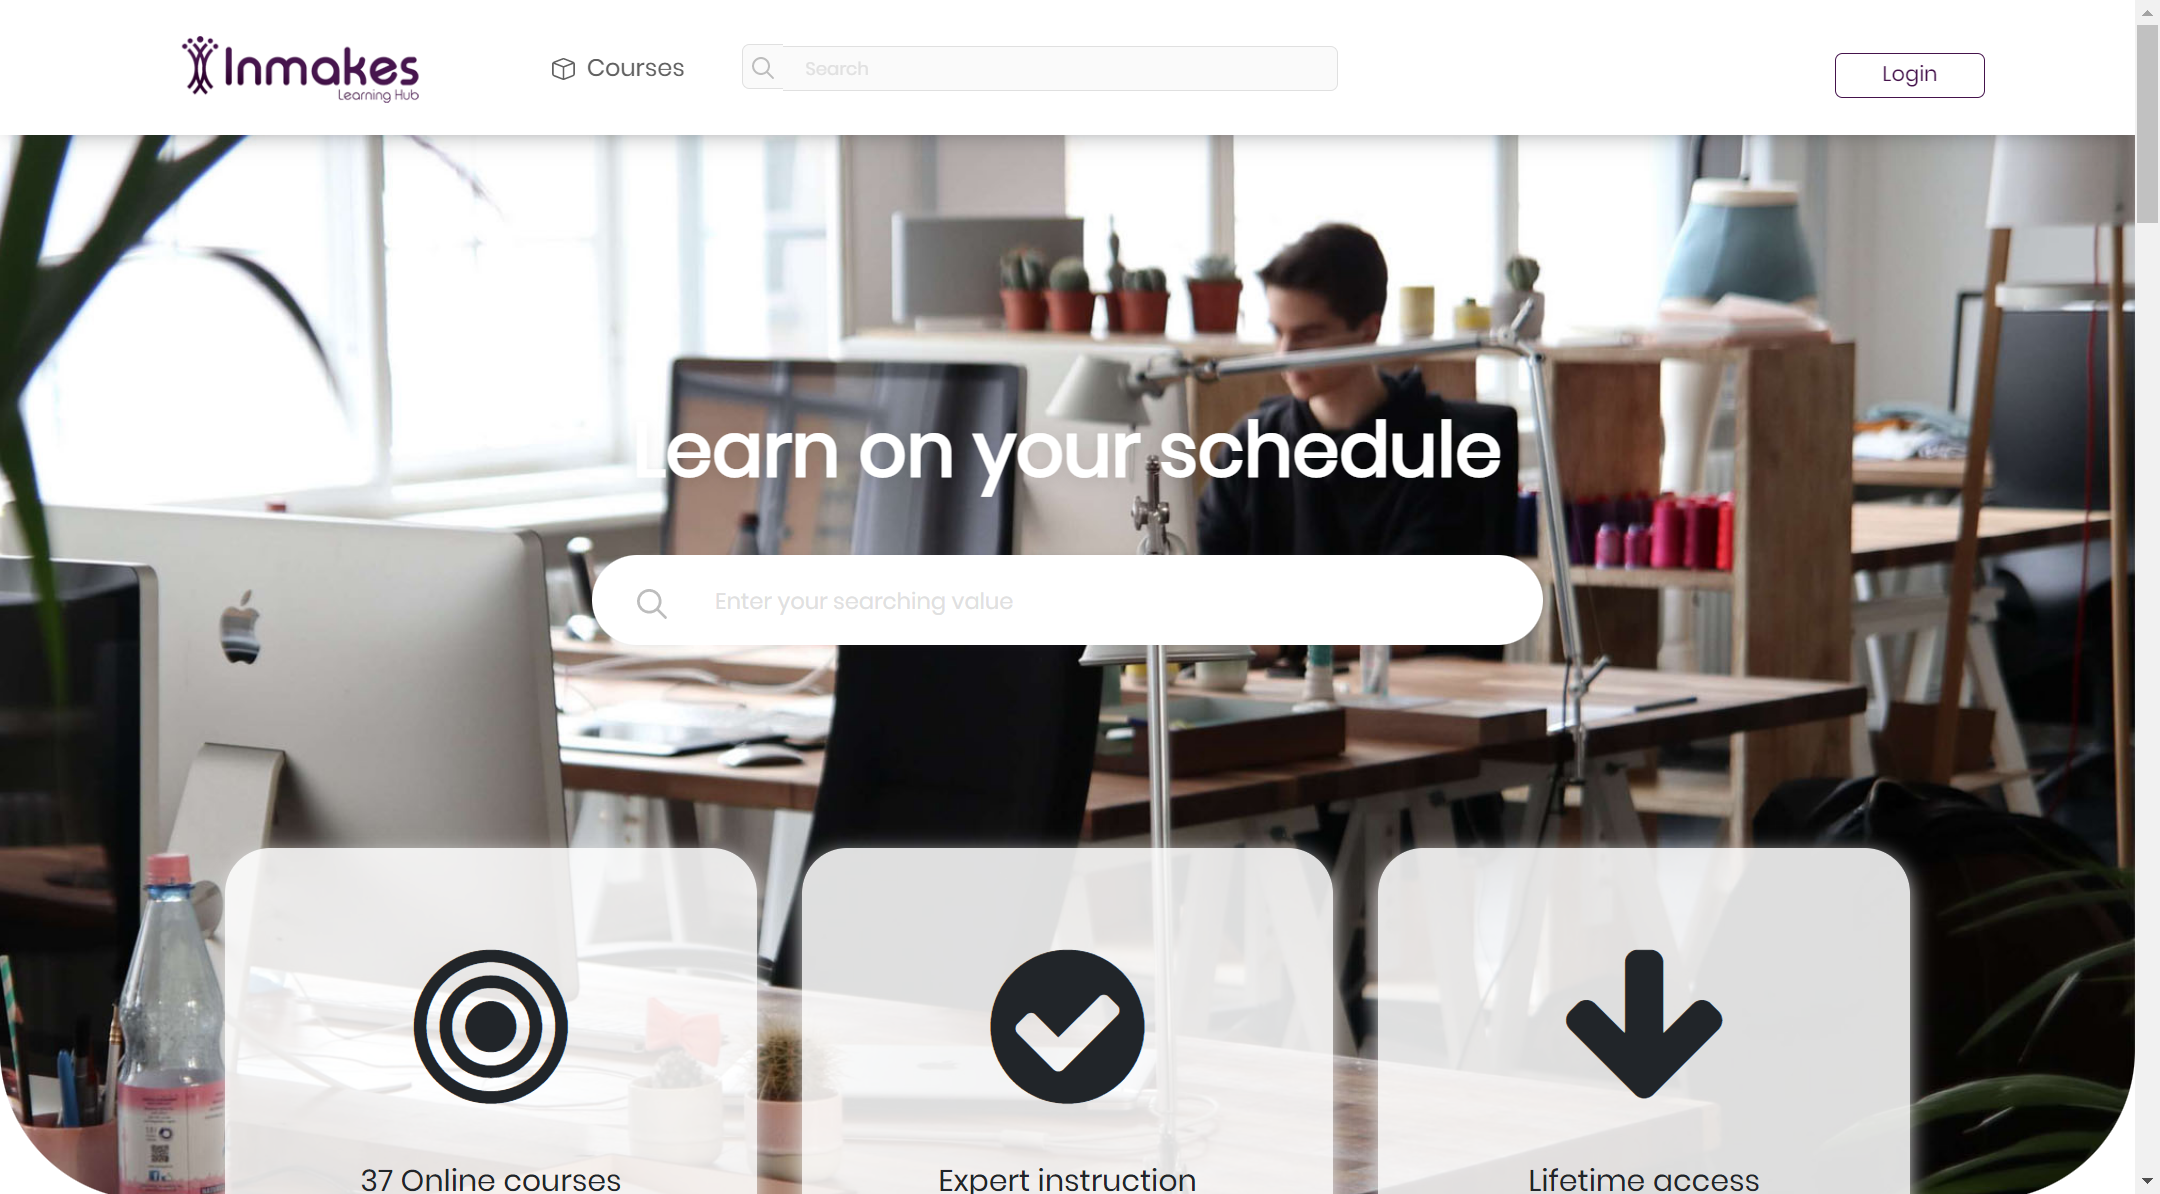 Inmakes
Learning Hub
Courses
Search
Login
Learn on your schedule
Enter your searching value
37 Online courses
Expert instruction
Lifetime access